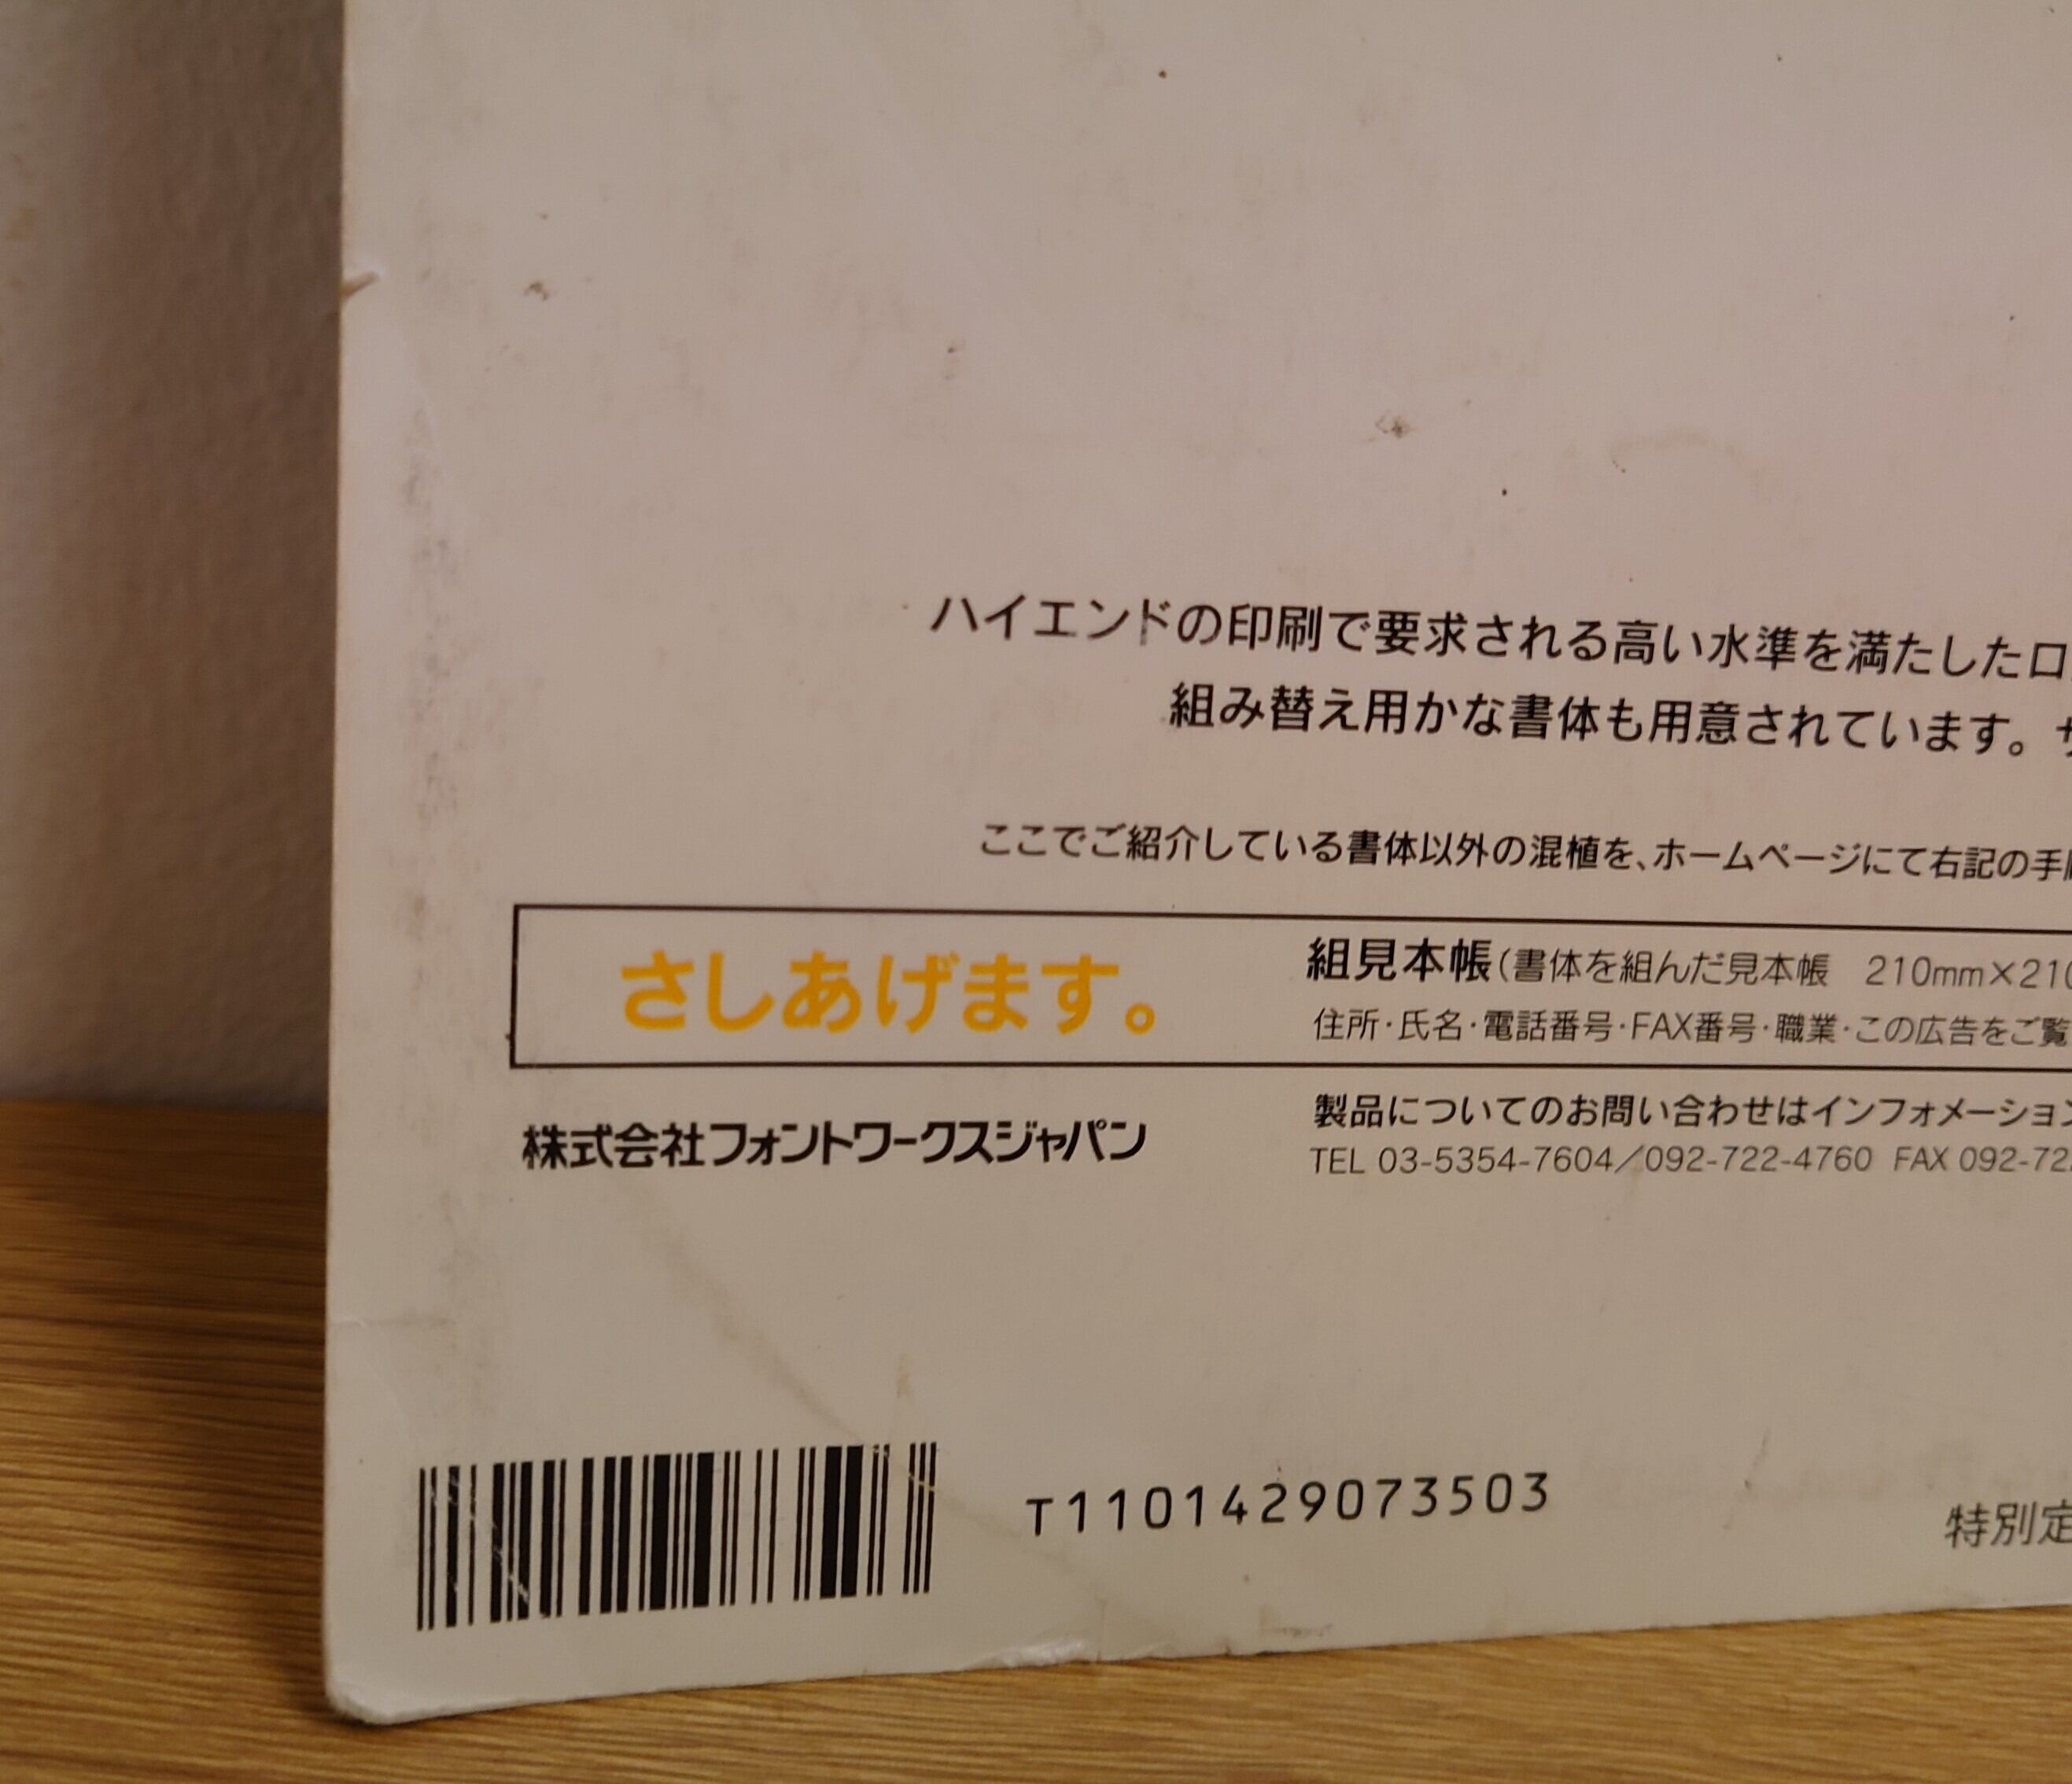 ハイエンドの印刷で要求される高い水準を満たしたロ
組み替え用かな書体も用意されています。サ
ここでご紹介している書体以外の混植を、ホームページにて右記の手順
さしあげます。
組見本帳(書体を組んだ見本帳　210mm×210
住所・氏名・電話番号・FAX番号・職業・この広告をご覧
株式会社フォントワークスジャパン
製品についてのお問い合わせはインフォメーション
TEL 03-5354-7604／092-722-4760 FAX 092-72
T1101429073503
特別定